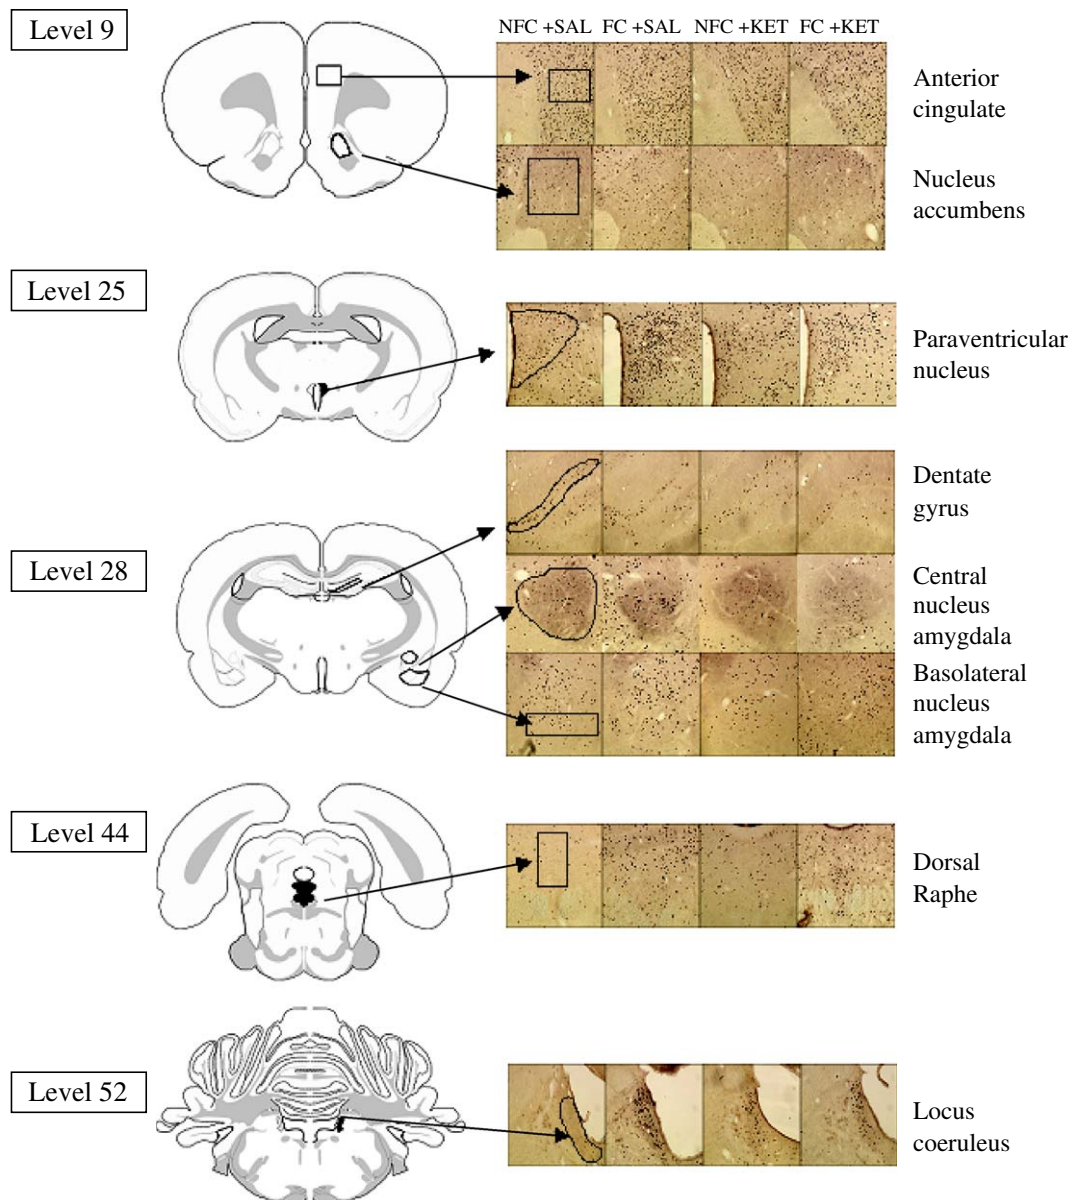 Level 9
NFC +SAL FC +SAL NFC +KET FC +KET
Anterior
cingulate
Nucleus
accumbens
Level 25
Paraventricular
nucleus
Level 28
Dentate
gyrus
Central
nucleus
amygdala
Basolateral
nucleus
amygdala
Level 44
Dorsal
Raphe
Level 52
Locus
coeruleus